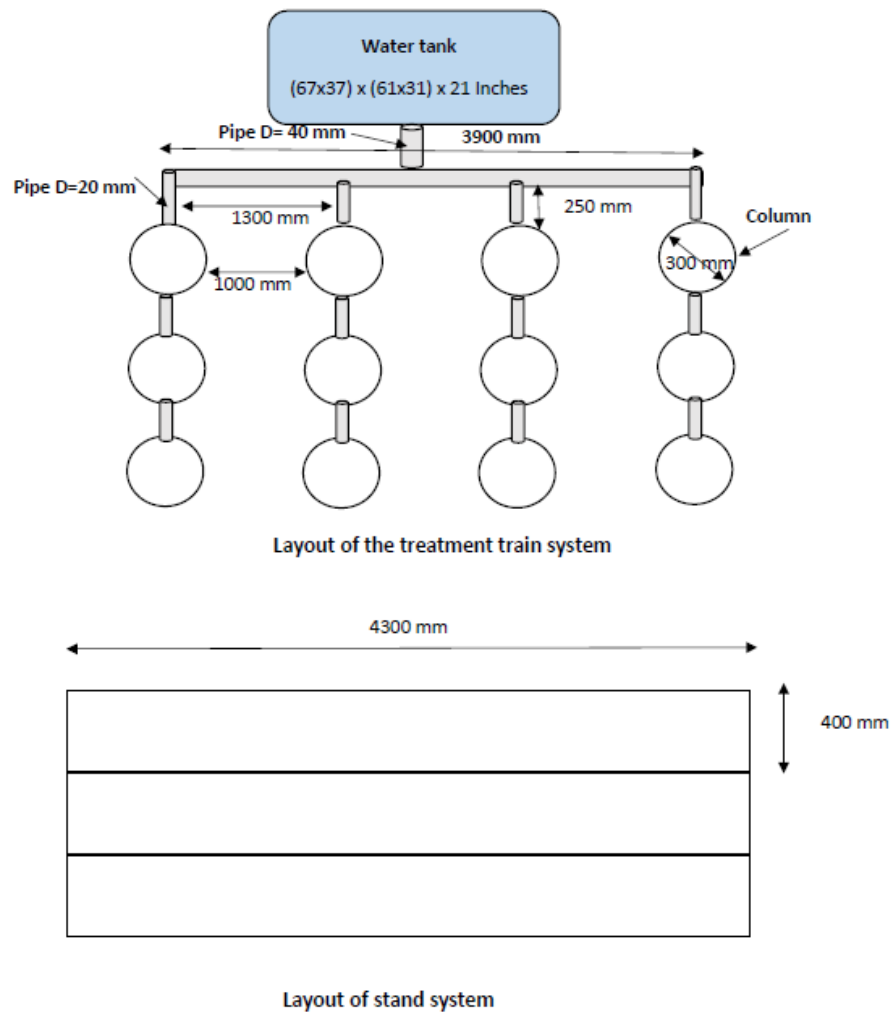 Water tank
(67x37) x (61x31) x 21 Inches
Pipe D= 40 mm
3900 mm
Pipe D=20 mm
1300 mm
250 mm
Column
1000 mm
300 mm
Layout of the treatment train system
4300 mm
400 mm
Layout of stand system